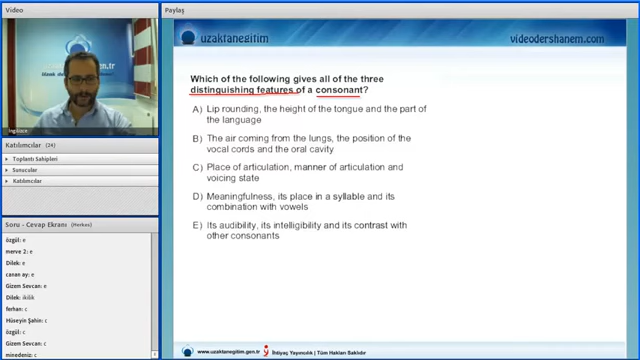 Video
Paylaş
İngilizce
Katılımcılar (24)
Toplantı Sahipleri
Sunucular
Katılımcılar
Soru - Cevap Ekranı (Herkes)
özgül: e
merve 2: e
Dilek: e
canan ay: e
Gizem Sevcan: e
Dilek: ikilik
ferhan: c
Hüseyin Şahin: c
özgül: c
Gizem Sevcan: c
minedeniz: c
uzaktanegitim
videodershanem.com
Which of the following gives all of the three
distinguishing features of a consonant?
A) Lip rounding, the height of the tongue and the part of
the language
B) The air coming from the lungs, the position of the
vocal cords and the oral cavity
C) Place of articulation, manner of articulation and
voicing state
D) Meaningfulness, its place in a syllable and its
combination with vowels
E) Its audibility, its intelligibility and its contrast with
other consonants
www.uzaktanegitim.gen.tr İhtiyaç Yayıncılık | Tüm Hakları Saklıdır